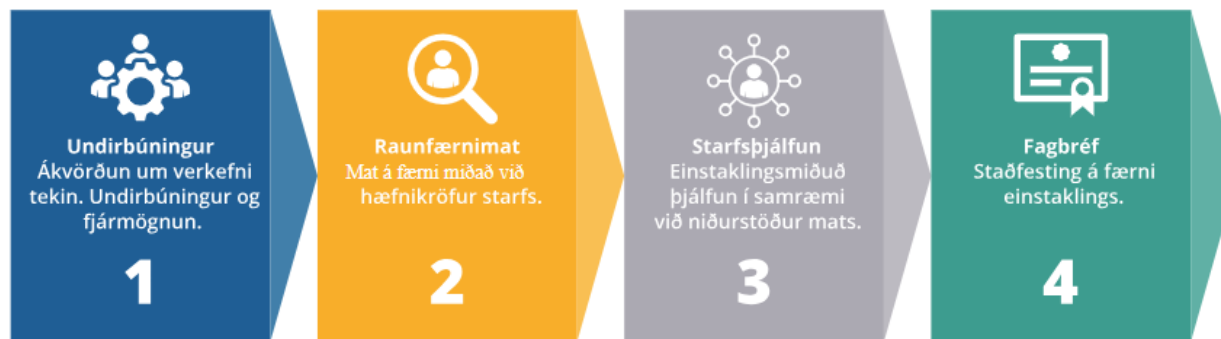 Undirbúningur
Ákvörðun um verkefni
tekin. Undirbúningur og
fjármögnun.
1
Raunfærnimat
Mat á færni miðað við
hæfnikröfur starfs.
2
Starfsþjálfun
Einstaklingsmiðuð
þjálfun í samræmi
við niðurstöður mats.
3
Fagbréf
Staðfesting á færni
einstaklings.
4